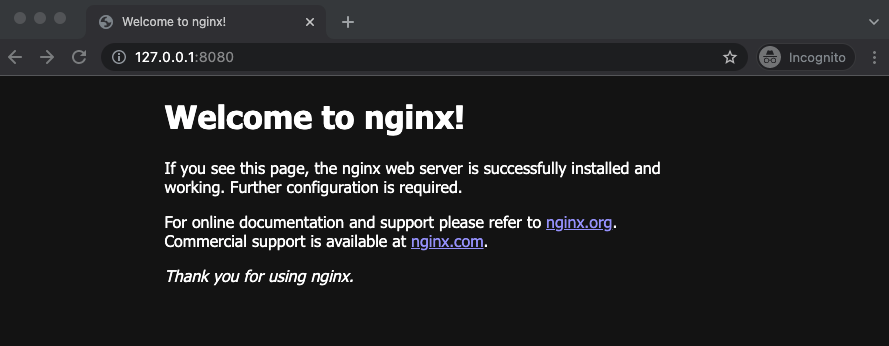 Welcome to nginx!
127.0.0.1:8080
Incognito
Welcome to nginx!
If you see this page, the nginx web server is successfully installed and
working. Further configuration is required.
For online documentation and support please refer to nginx.org.
Commercial support is available at nginx.com.
Thank you for using nginx.